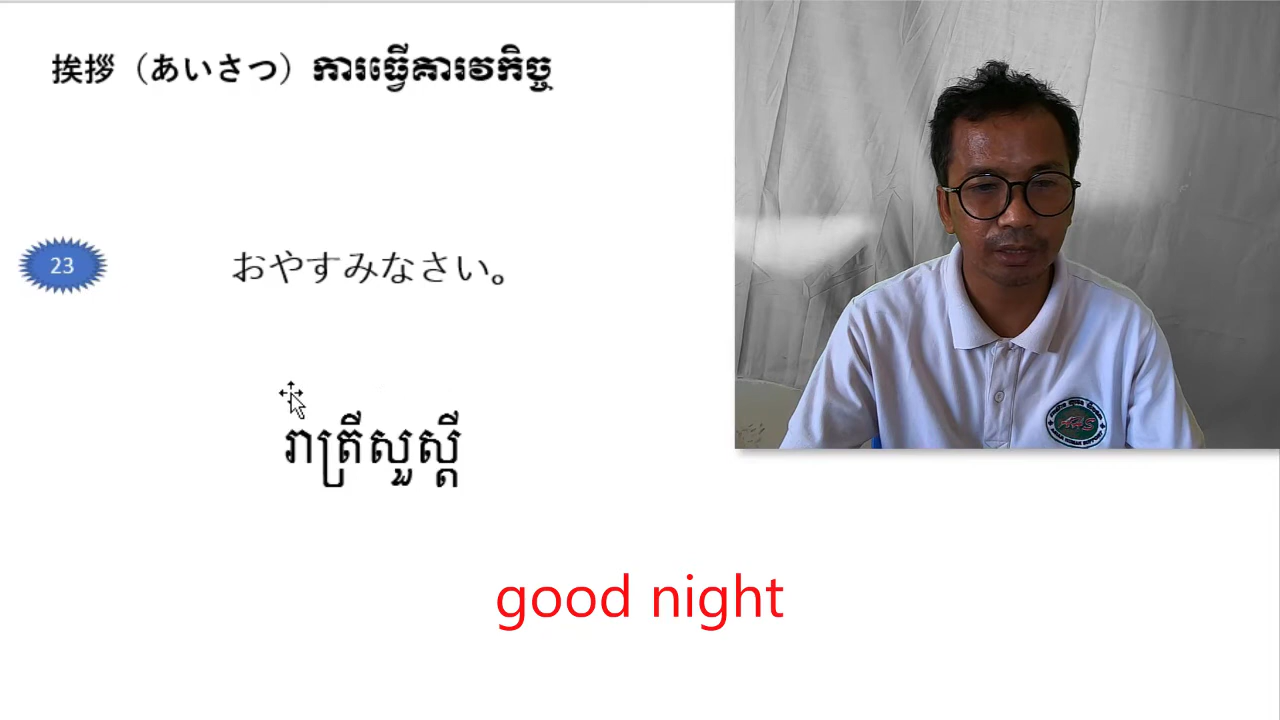 挨拶（あいさつ）ការធ្វើគារវកិច្ច
23
おやすみなさい。
រាត្រីសួស្តី
good night